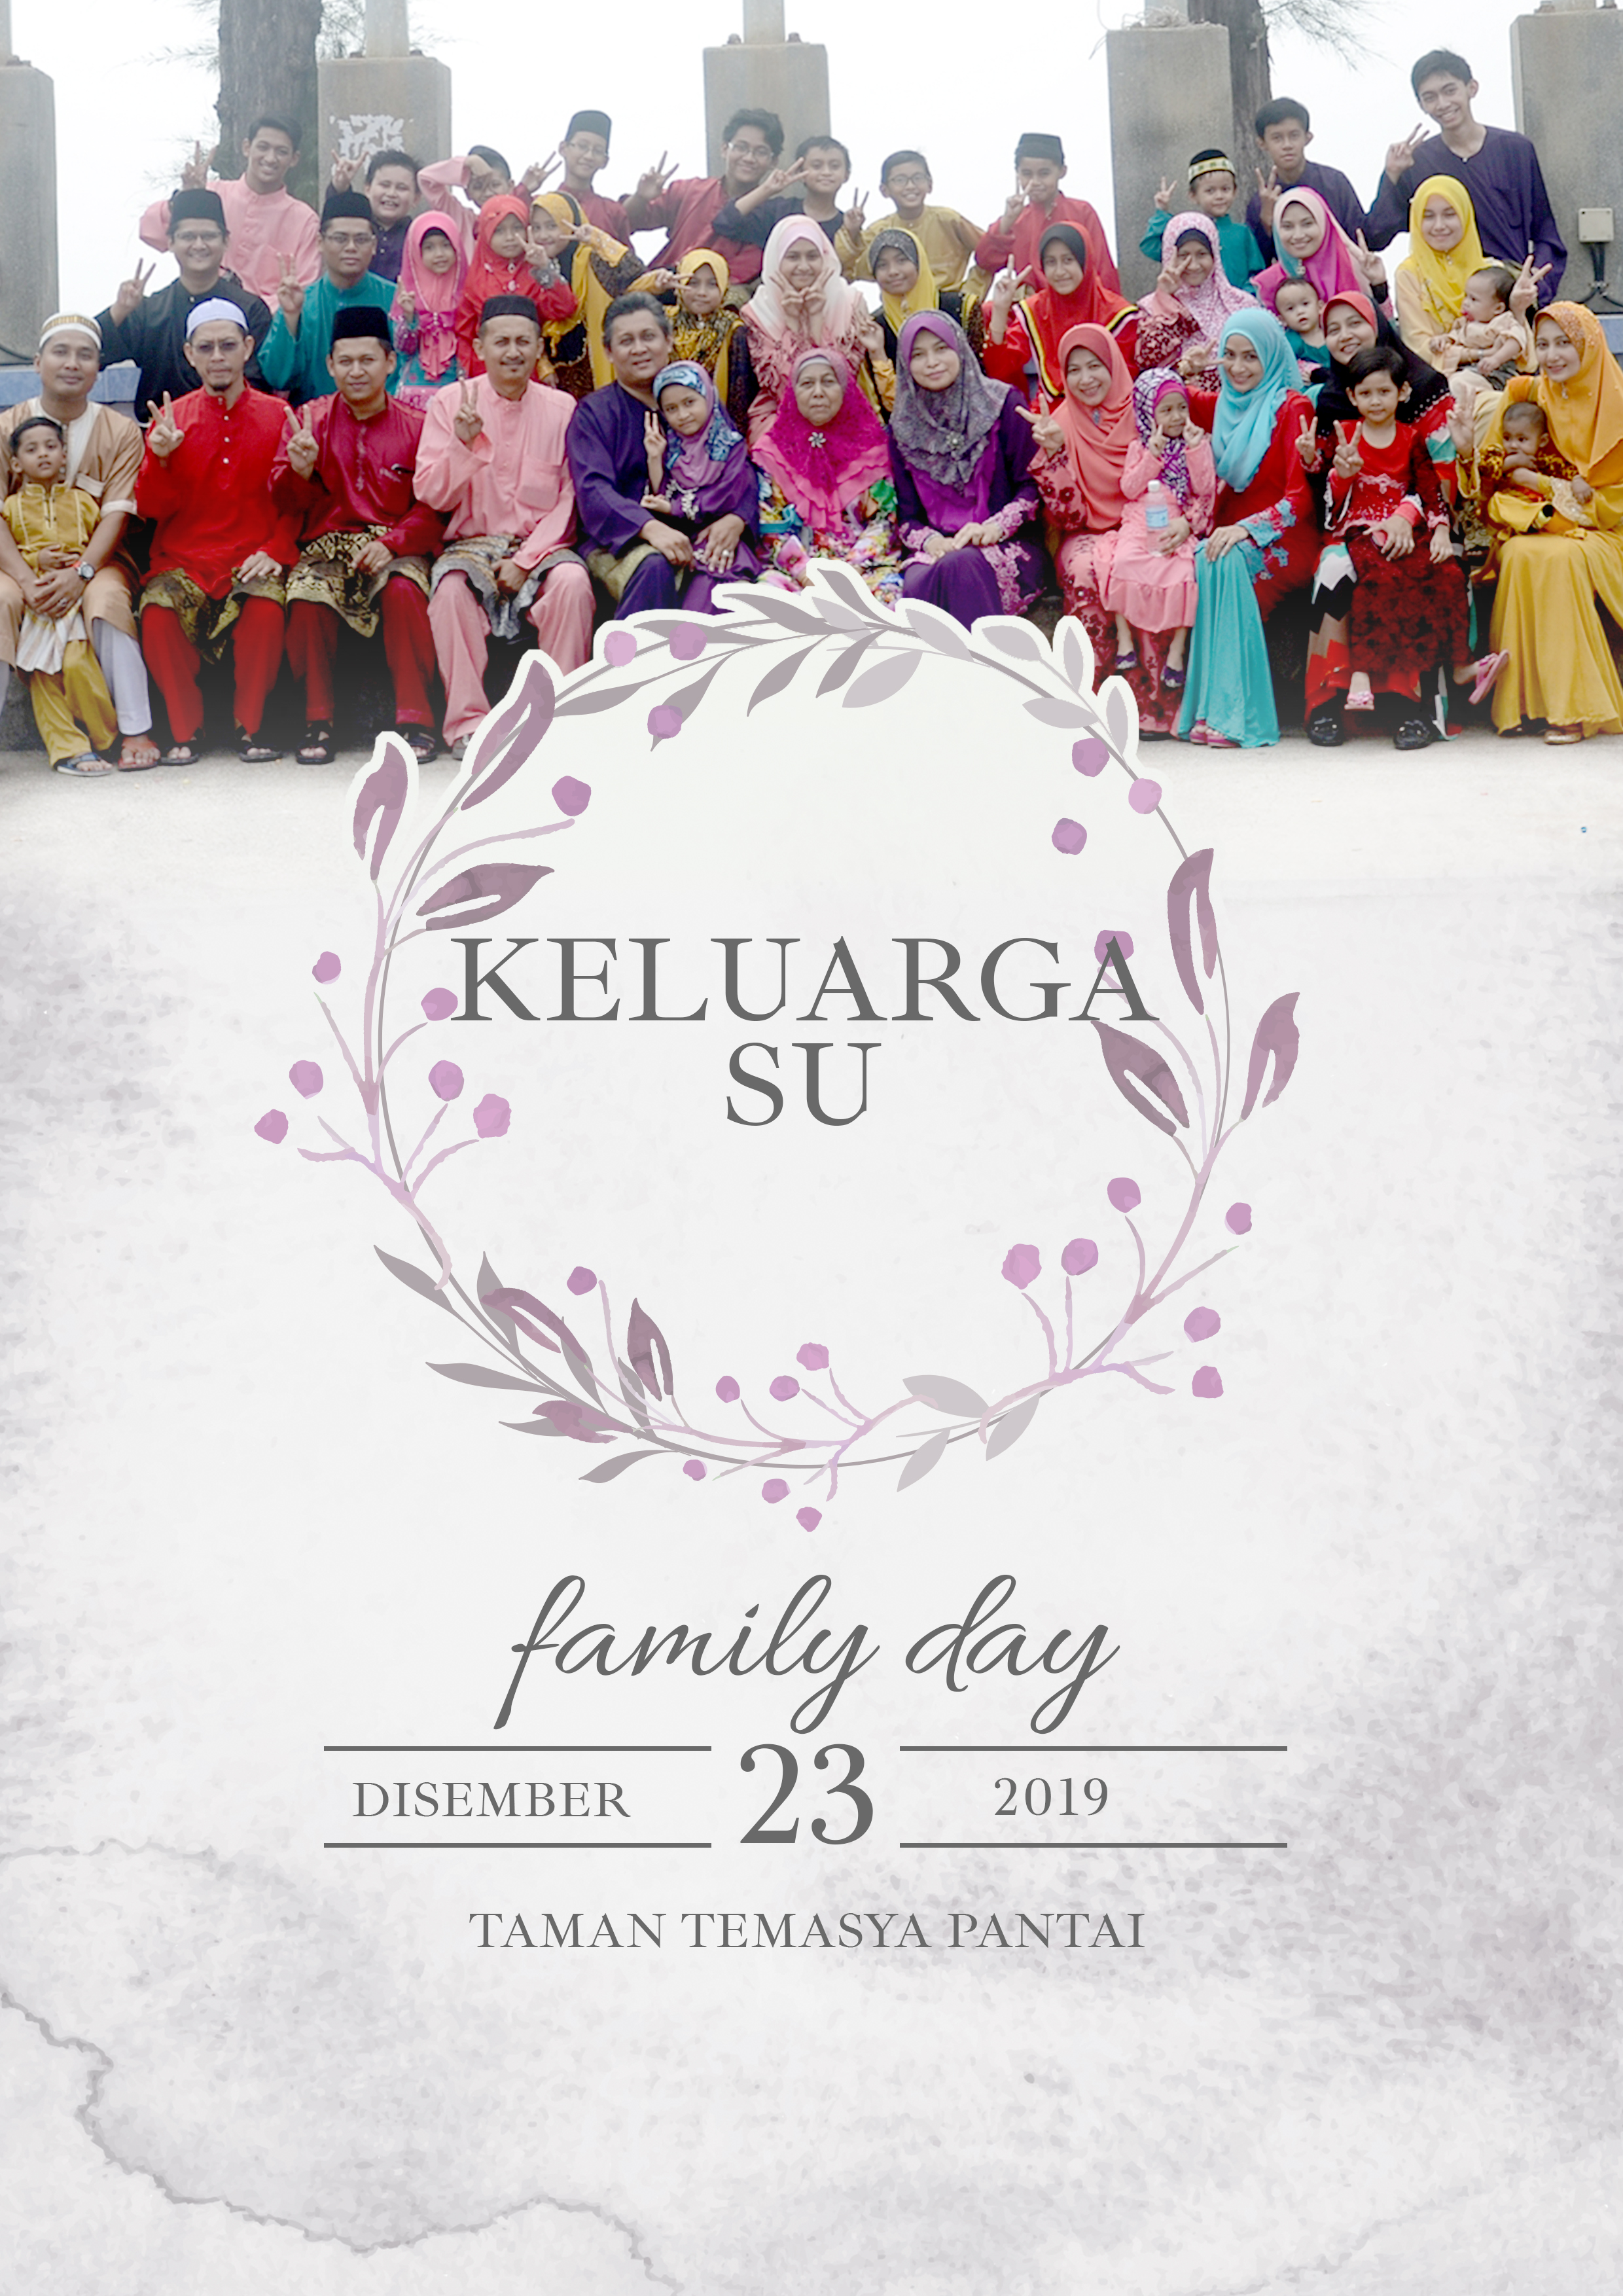 KELUARGA
SU
family day
DISEMBER 23 2019
TAMAN TEMASYA PANTAI